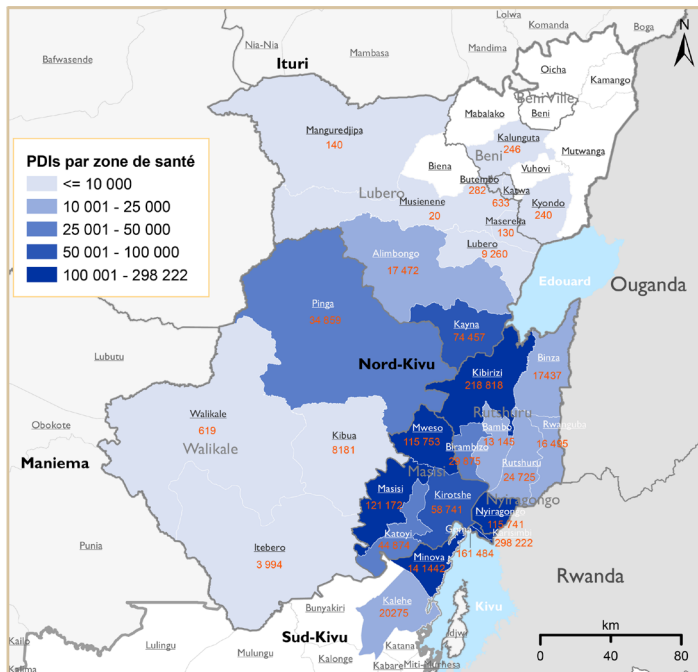 Lolwa
Komanda
Boga
N
Nia-Nia
Mambasa
Mandima
Bafwasende
Ituri
Oicha
Kamango
Beni Ville
Mabalako
Beni
Manguredjipa
140
Kalunguta
246
Mutwanga
Beni
Biena
Vuhovi
Butembo
282
Katwa
633
Kyondo
240
Lubero
Musienene
20
Masereka
130
Lubero
9 260
PDIs par zone de santé
<= 10 000
10 001 - 25 000
25 001 - 50 000
50 001 - 100 000
100 001 - 298 222
Alimbongo
17 472
Edouard
Ouganda
Pinga
Kayna
74 457
Lubutu
Nord-Kivu
Binza
17437
Kibirizi
218 818
Walikale
619
Walikale
Obokote
Kibua
8181
Mweso
115 753
Rutshuru
Bambo
13 145
Rwanguba
Birambizo
Maniema
Masisi
Rutshuru
24 725
Masisi
121 172
Kirotshe
58 741
Nyiragongo
Nyiragongo
115 741
298 222
Punia
Itebero
3 994
Katoyi
Goma
161 484
Minova
14 1442
Rwanda
Bunyakiri
Kalehe
20275
Kivu
Sud-Kivu
Idjwi
km
0 40 80
Katana
Kailo
Lulingu
Mulungu
Kalonge
Kabare
Miti-Murhesa